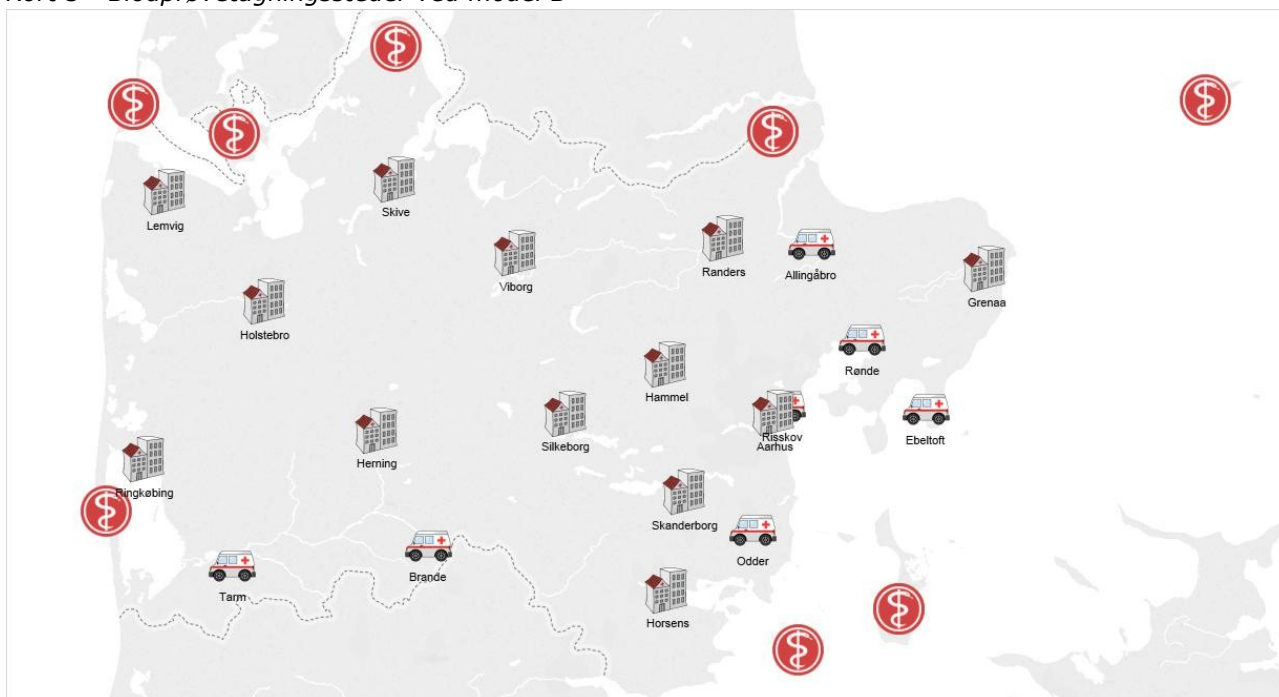 Lemvig
Skive
Viborg
Randers
Allingåbro
Grenaa
Holstebro
Rønde
Hammel
Ebeltoft
Risskov
Aarhus
Silkeborg
Herning
Ringkøbing
Skanderborg
Odder
Brande
Tarm
Horsens